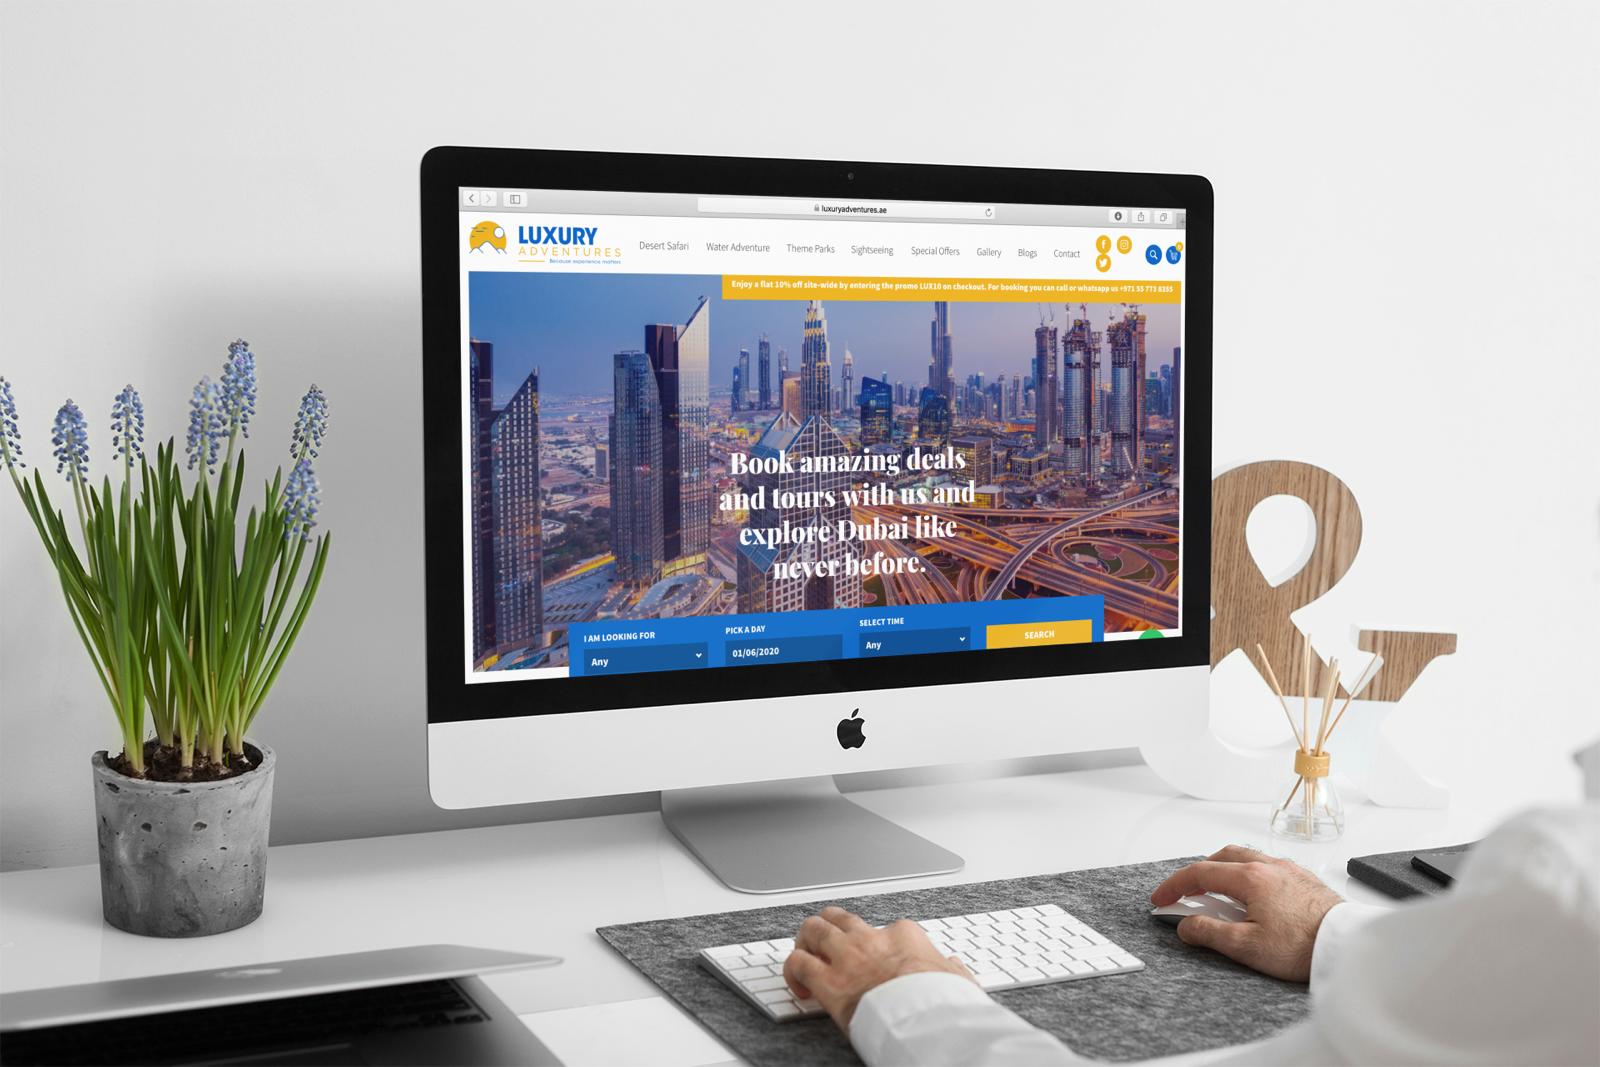 luxuryadventures.ae
LUXURY
ADVENTURES
Because experience matters
Desert Safari Water Adventure Theme Parks Sightseeing Special Offers Gallery Blogs Contact
Enjoy a flat 10% off site-wide by entering the promo LUX10 on checkout. For booking you can call or whatsapp us +971 55 773 8355
Book amazing deals
and tours with us and
explore Dubai like
never before.
I AM LOOKING FOR PICK A DAY SELECT TIME
Any 01/06/2020 Any SEARCH
&